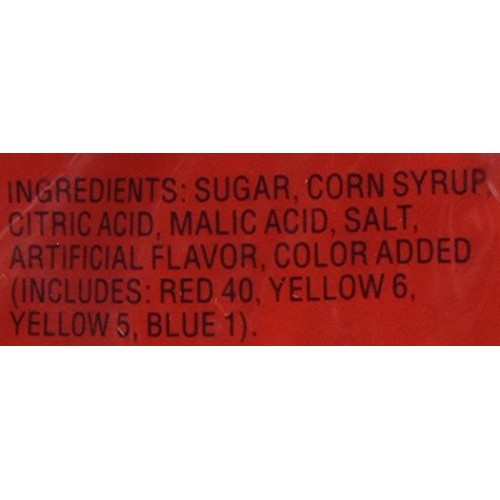 INGREDIENTS: SUGAR, CORN SYRUP,
CITRIC ACID, MALIC ACID, SALT,
ARTIFICIAL FLAVOR, COLOR ADDED
(INCLUDES: RED 40, YELLOW 6,
YELLOW 5, BLUE 1).